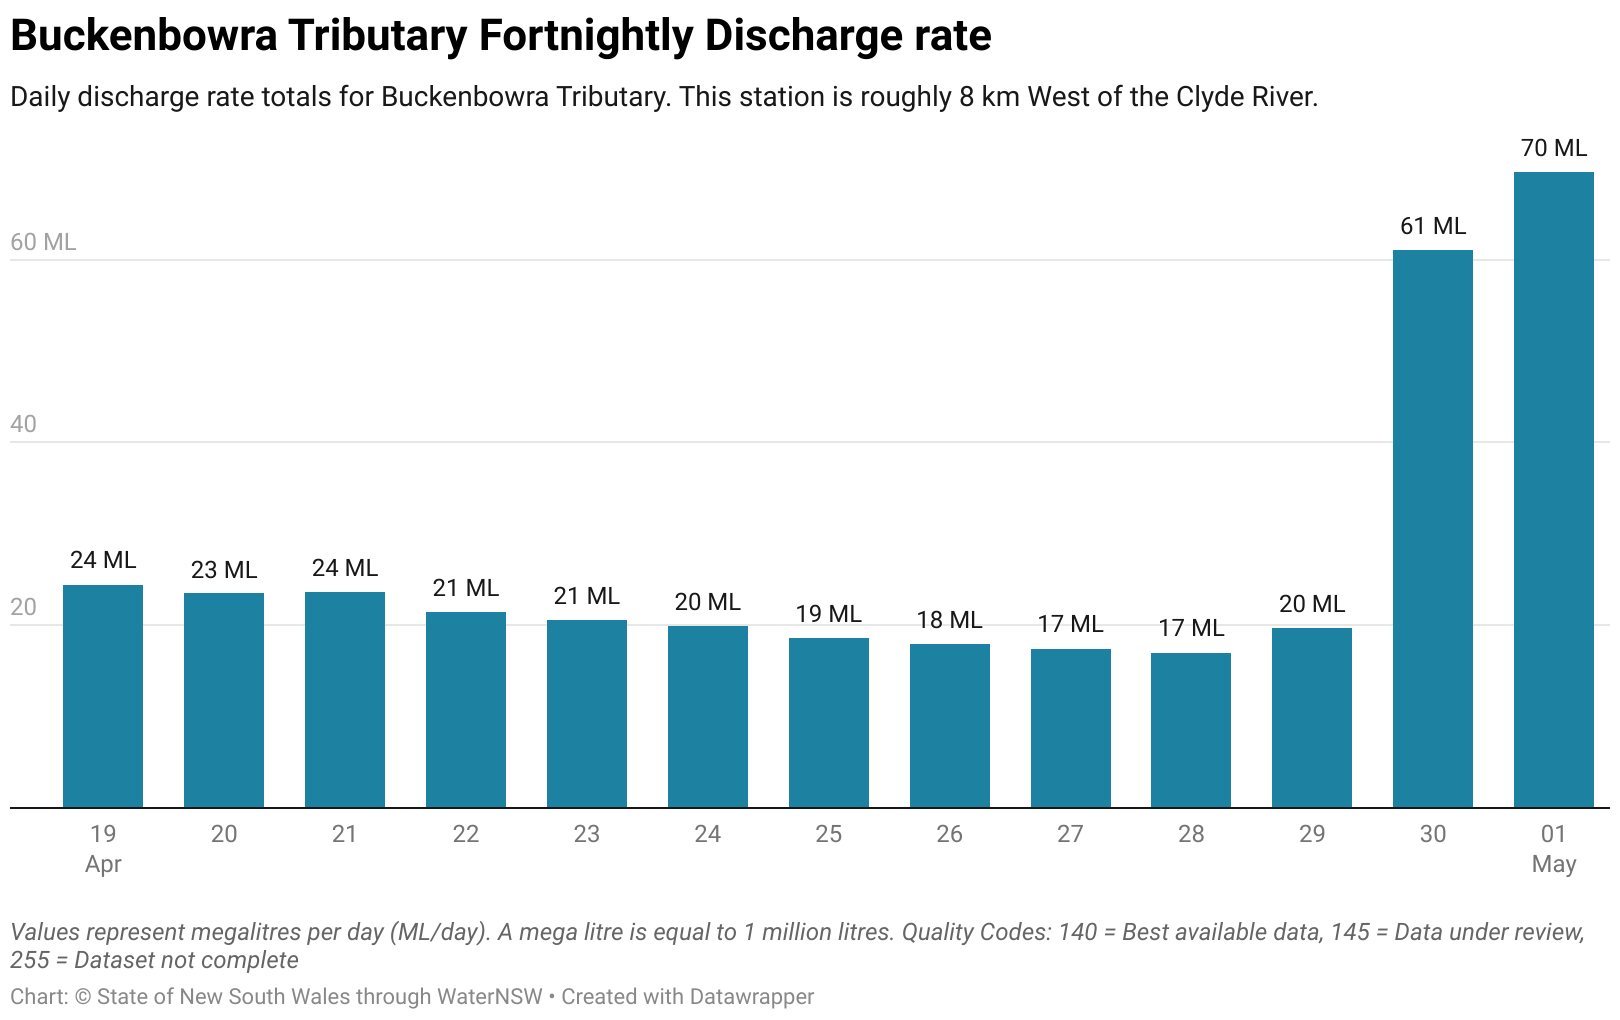 Buckenbowra Tributary Fortnightly Discharge rate
Daily discharge rate totals for Buckenbowra Tributary. This station is roughly 8 km West of the Clyde River.
70 ML
61 ML
60 ML
40
24 ML
23 ML
24 ML
21 ML
21 ML
20 ML
19 ML
18 ML
17 ML
17 ML
20 ML
20
19
20
21
22
23
24
25
26
27
28
29
30
01
Apr
May
Values represent megalitres per day (ML/day). A mega litre is equal to 1 million litres. Quality Codes: 140 = Best available data, 145 = Data under review,
255 = Dataset not complete
Chart: © State of New South Wales through WaterNSW • Created with Datawrapper